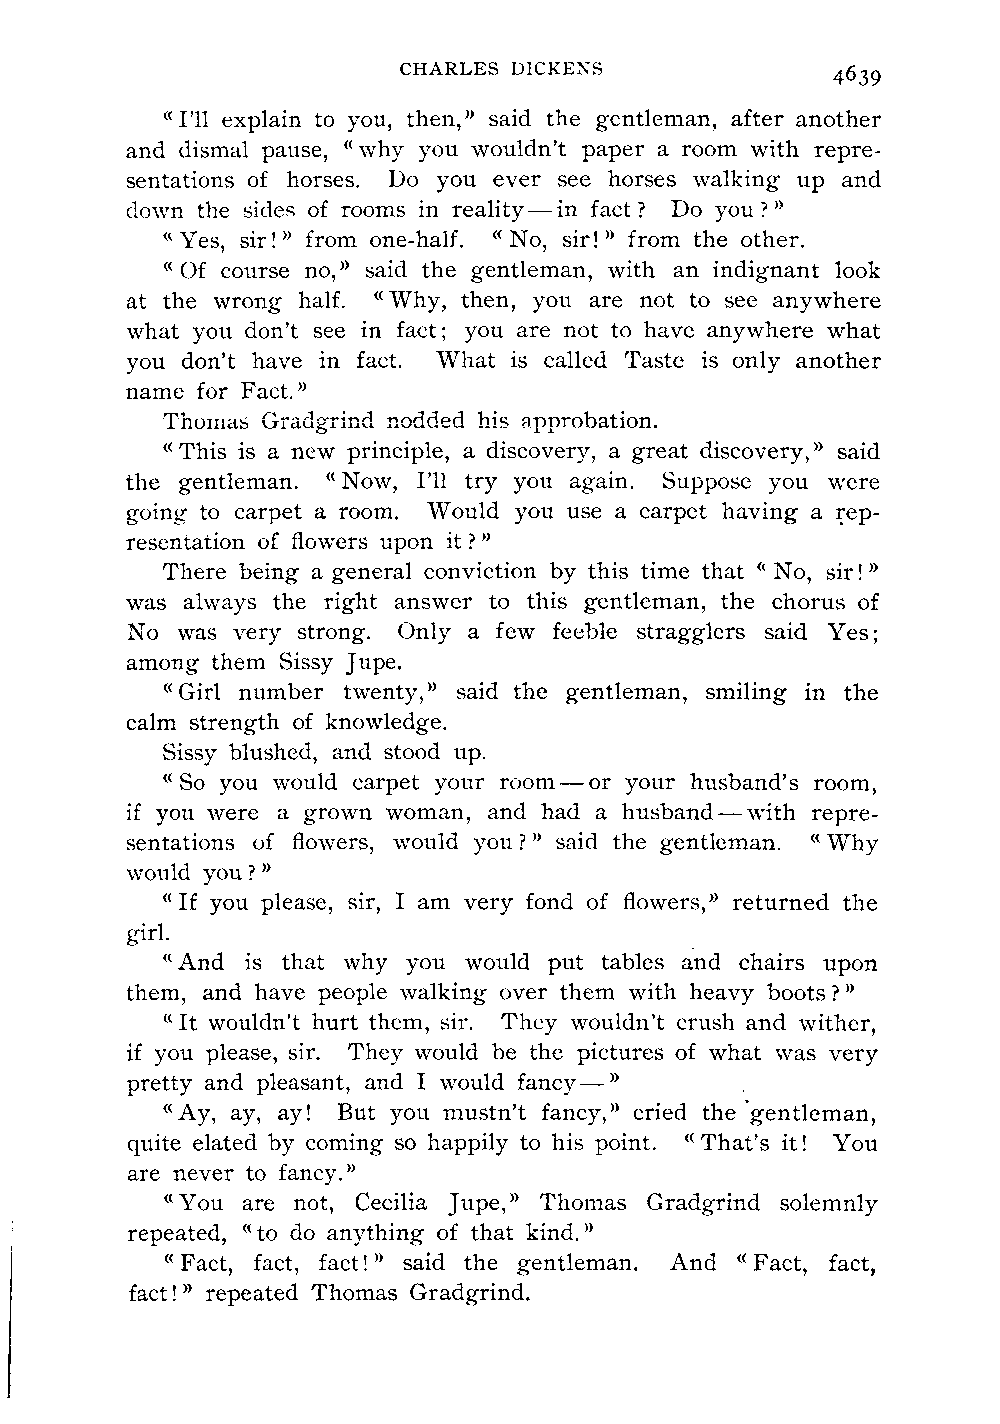 CHARLES DICKENS
4639
“I'll explain to you, then,” said the gentleman, after another
and dismal pause, “why you wouldn't paper a room with repre-
sentations of horses. Do you ever see horses walking up and
down the sides of rooms in reality—in fact? Do you?”
“Yes, sir!” from one-half. “No, sir!” from the other.
“Of course no,” said the gentleman, with an indignant look
at the wrong half. “Why, then, you are not to see anywhere
what you don't see in fact; you are not to have anywhere what
you don't have in fact. What is called Taste is only another
name for Fact.”
Thomas Gradgrind nodded his approbation.
“This is a new principle, a discovery, a great discovery,” said
the gentleman. “Now, I'll try you again. Suppose you were
going to carpet a room. Would you use a carpet having a rep-
resentation of flowers upon it?”
There being a general conviction by this time that “No, sir!”
was always the right answer to this gentleman, the chorus of
No was very strong. Only a few feeble stragglers said Yes;
among them Sissy Jupe.
“Girl number twenty,” said the gentleman, smiling in the
calm strength of knowledge.
Sissy blushed, and stood up.
“So you would carpet your room—or your husband's room,
if you were a grown woman, and had a husband—with repre-
sentations of flowers, would you?” said the gentleman. “Why
would you?”
“If you please, sir, I am very fond of flowers,” returned the
girl.
“And is that why you would put tables and chairs upon
them, and have people walking over them with heavy boots?”
“It wouldn't hurt them, sir. They wouldn't crush and wither,
if you please, sir. They would be the pictures of what was very
pretty and pleasant, and I would fancy—”
“Ay, ay, ay! But you mustn't fancy,” cried the gentleman,
quite elated by coming so happily to his point. “That's it! You
are never to fancy.”
“You are not, Cecilia Jupe,” Thomas Gradgrind solemnly
repeated, “to do anything of that kind.”
“Fact, fact, fact!” said the gentleman. And “Fact, fact,
fact!” repeated Thomas Gradgrind.